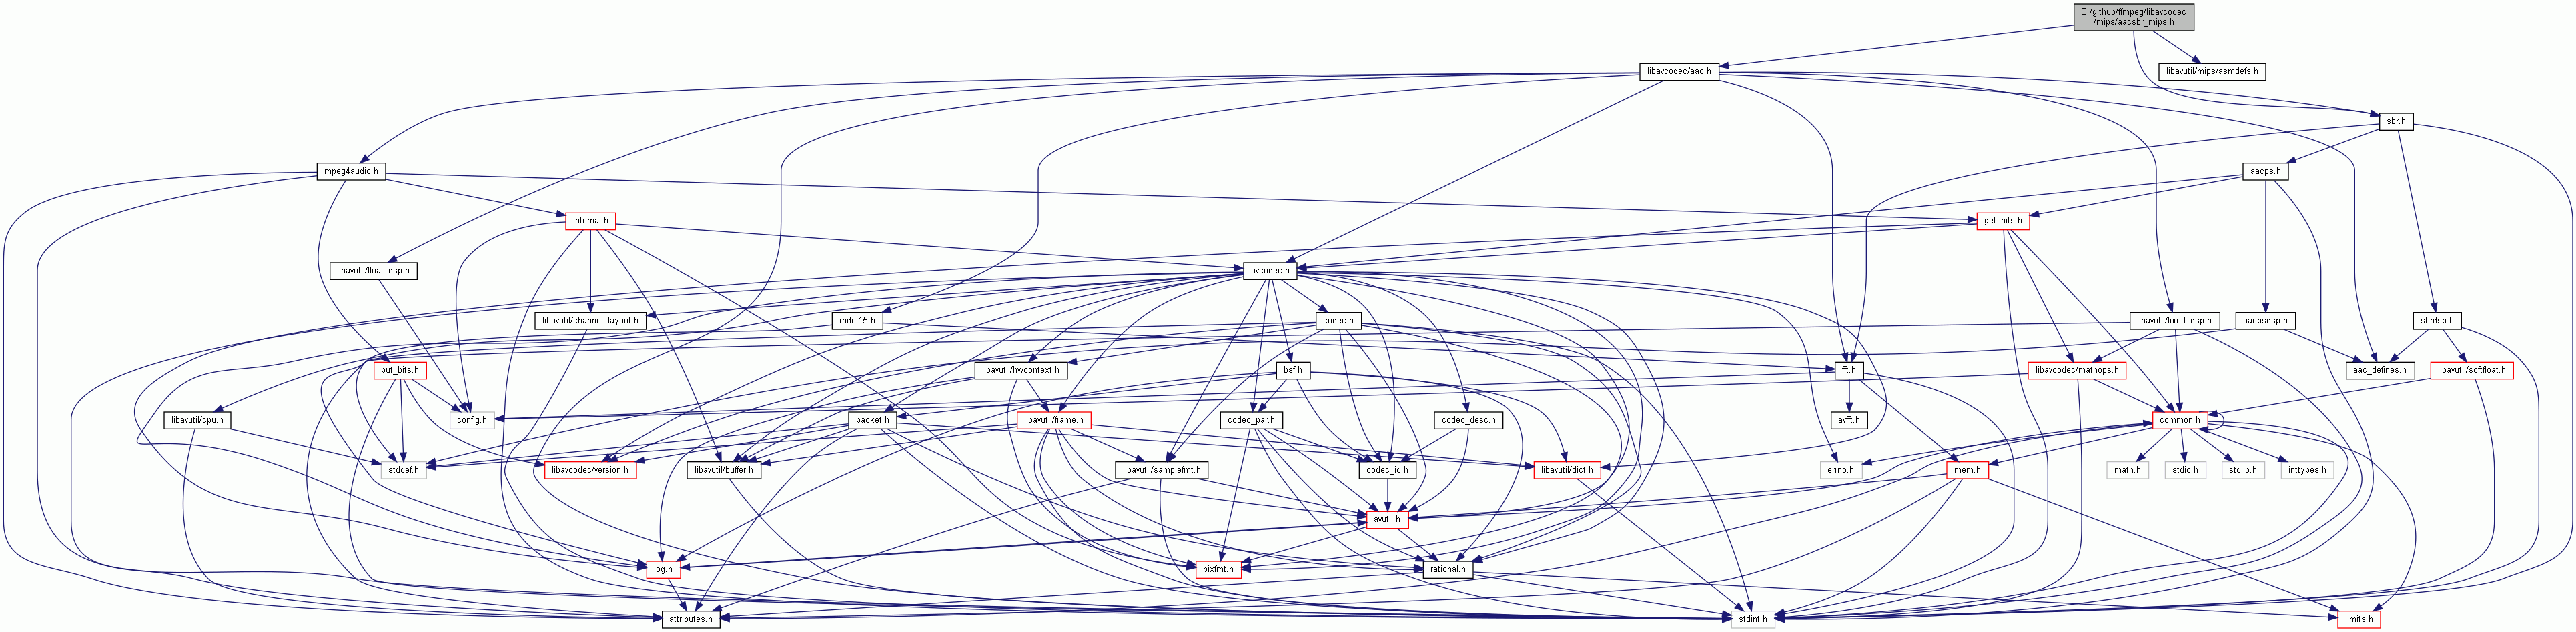 E:/github/ffmpeg/libavcodec
/mips/aacsbr_mips.h
libavcodec/aac.h
libavutil/mips/asmdefs.h
sbr.h
mpeg4audio.h
aacps.h
internal.h
get_bits.h
libavutil/float_dsp.h
avcodec.h
libavutil/channel_layout.h
mdct15.h
codec.h
libavutil/fixed_dsp.h
aacpsdsp.h
sbrdsp.h
put_bits.h
libavutil/hwcontext.h
bsf.h
fft.h
libavcodec/mathops.h
aac_defines.h
libavutil/softfloat.h
libavutil/cpu.h
config.h
packet.h
libavutil/frame.h
codec_par.h
codec_desc.h
avfft.h
common.h
stddef.h
libavcodec/version.h
libavutil/buffer.h
libavutil/samplefmt.h
codec_id.h
libavutil/dict.h
errno.h
mem.h
math.h
stdio.h
stdlib.h
inttypes.h
avutil.h
log.h
pixfmt.h
rational.h
attributes.h
stdint.h
limits.h